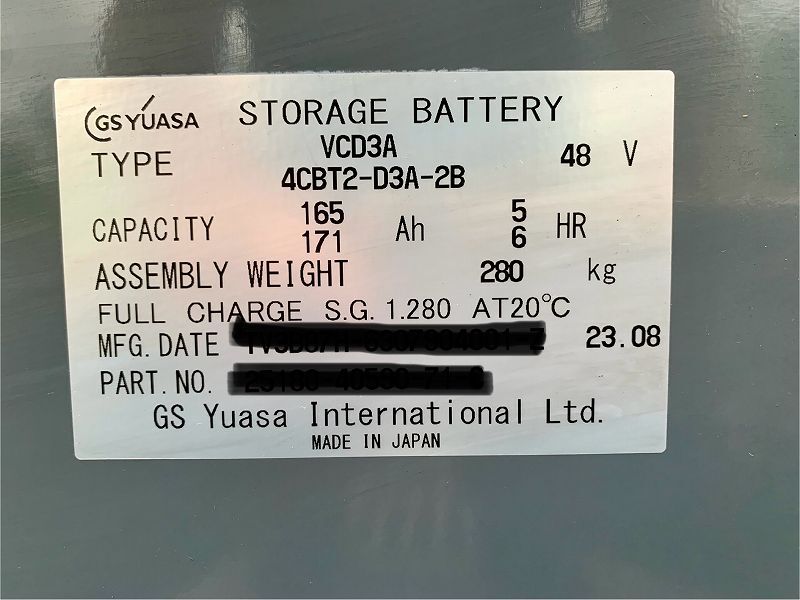 GS YUASA STORAGE BATTERY
TYPE VCD3A 48 V
4CBT2-D3A-2B
CAPACITY 165 Ah 5 HR
171 6
ASSEMBLY WEIGHT 280 kg
FULL CHARGE S.G. 1.280 AT20°C
MFG. DATE 23.08
PART. NO.
GS Yuasa International Ltd.
MADE IN JAPAN